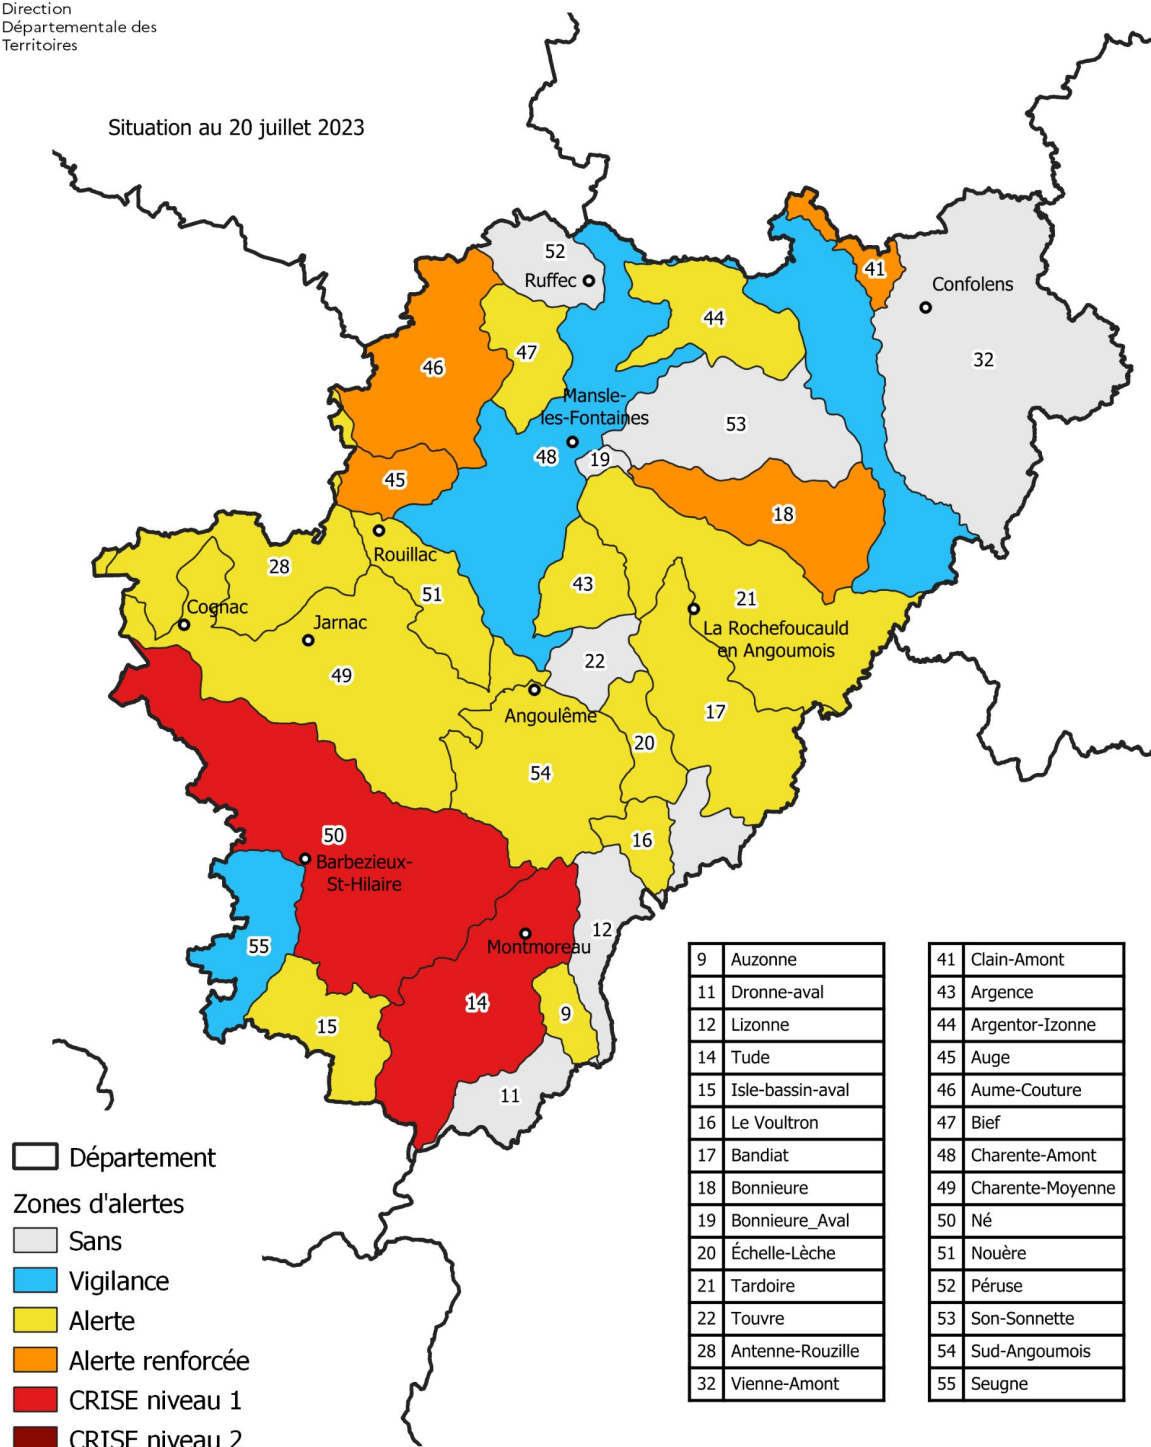 Direction
Départementale des
Territoires
Situation au 20 juillet 2023
52
Ruffec
41
Confolens
44
47
46
32
Mansle-
les-Fontaines
53
48
19
45
18
Rouillac
28
43
51
21
Cognac
Jarnac
La Rochefoucauld
en Angoumois
22
49
Angoulême
17
20
54
50
16
Barbezieux-
St-Hilaire
12
Montmoreau
55
14
9
15
11
9 Auzonne
11 Dronne-aval
12 Lizonne
14 Tude
15 Isle-bassin-aval
16 Le Voultron
17 Bandiat
18 Bonnieure
19 Bonnieure_Aval
20 Échelle-Lèche
21 Tardoire
22 Touvre
28 Antenne-Rouzille
32 Vienne-Amont
41 Clain-Amont
43 Argence
44 Argentor-Izonne
45 Auge
46 Aume-Couture
47 Bief
48 Charente-Amont
49 Charente-Moyenne
50 Né
51 Nouère
52 Péruse
53 Son-Sonnette
54 Sud-Angoumois
55 Seugne
Département
Zones d'alertes
Sans
Vigilance
Alerte
Alerte renforcée
CRISE niveau 1
CRISE niveau 2